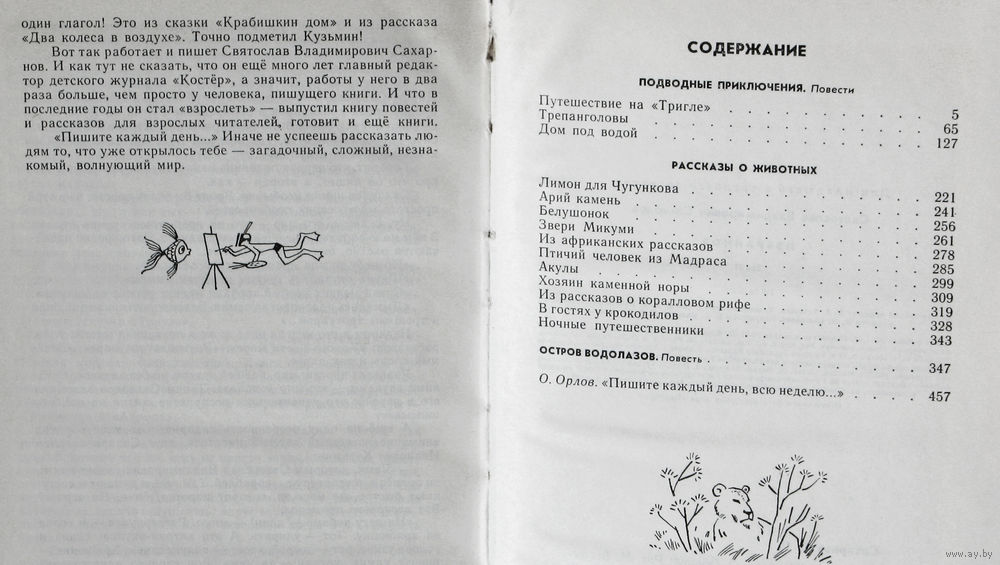 один глагол! Это из сказки «Крабишкин дом» и из рассказа
«Два колеса в воздухе». Точно подметил Кузьмин!
Вот так работает и пишет Святослав Владимирович Сахар-
нов. И как тут не сказать, что он ещё много лет главный редак-
тор детского журнала «Костёр», а значит, работы у него в два
раза больше, чем просто у человека, пишущего книги. И что в
последние годы он стал «взрослеть» — выпустил книгу повестей
и рассказов для взрослых читателей, готовит и ещё книги.
«Пишите каждый день...» Иначе не успеешь рассказать лю-
дям то, что уже открылось тебе — загадочный, сложный, незна-
комый, волнующий мир.
СОДЕРЖАНИЕ
ПОДВОДНЫЕ ПРИКЛЮЧЕНИЯ. Повести
Путешествие на «Тригле» . . . . . . . . . . 5
Трепанголовы . . . . . . . . . . 65
Дом под водой . . . . . . . . . . 127
РАССКАЗЫ О ЖИВОТНЫХ
Лимон для Чугункова . . . . . . . . . . 221
Арий камень . . . . . . . . . . 241
Белушонок . . . . . . . . . . 256
Звери Микуми . . . . . . . . . . 261
Из африканских рассказов . . . . . . . . . . 278
Птичий человек из Мадраса . . . . . . . . . . 285
Акулы . . . . . . . . . . 299
Хозяин каменной норы . . . . . . . . . . 309
Из рассказов о коралловом рифе . . . . . . . . . . 319
В гостях у крокодилов . . . . . . . . . . 328
Ночные путешественники . . . . . . . . . . 343
ОСТРОВ ВОДОЛАЗОВ. Повесть . . . . . . . . . . 347
О. Орлов. «Пишите каждый день, всю неделю...» . . . . 457
www.ay.by